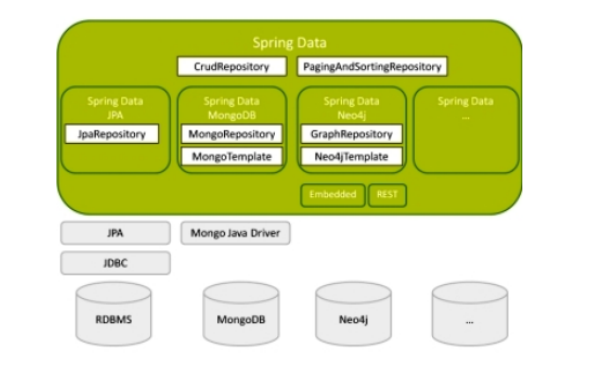 Spring Data
CrudRepository PagingAndSortingRepository
Spring Data Spring Data Spring Data Spring Data
JPA MongoDB Neo4j ...
JpaRepository MongoRepository GraphRepository
MongoTemplate Neo4jTemplate
Embedded REST
JPA Mongo Java Driver
JDBC
RDBMS MongoDB Neo4j ...